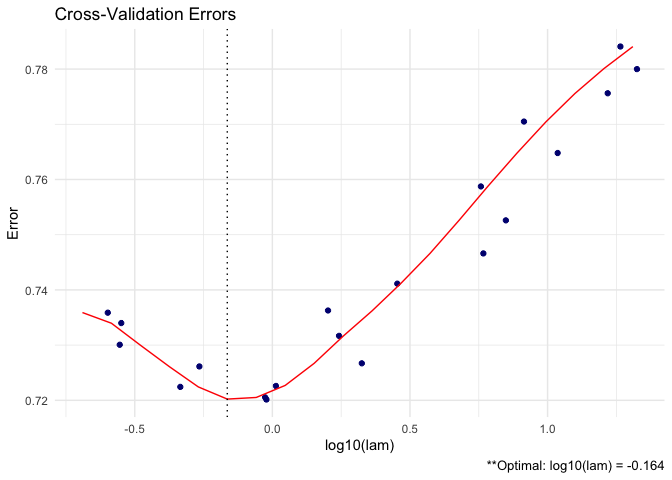 Cross-Validation Errors
Error
0.78
0.76
0.74
0.72
-0.5
0.0
0.5
1.0
log10(lam)
**Optimal: log10(lam) = -0.164